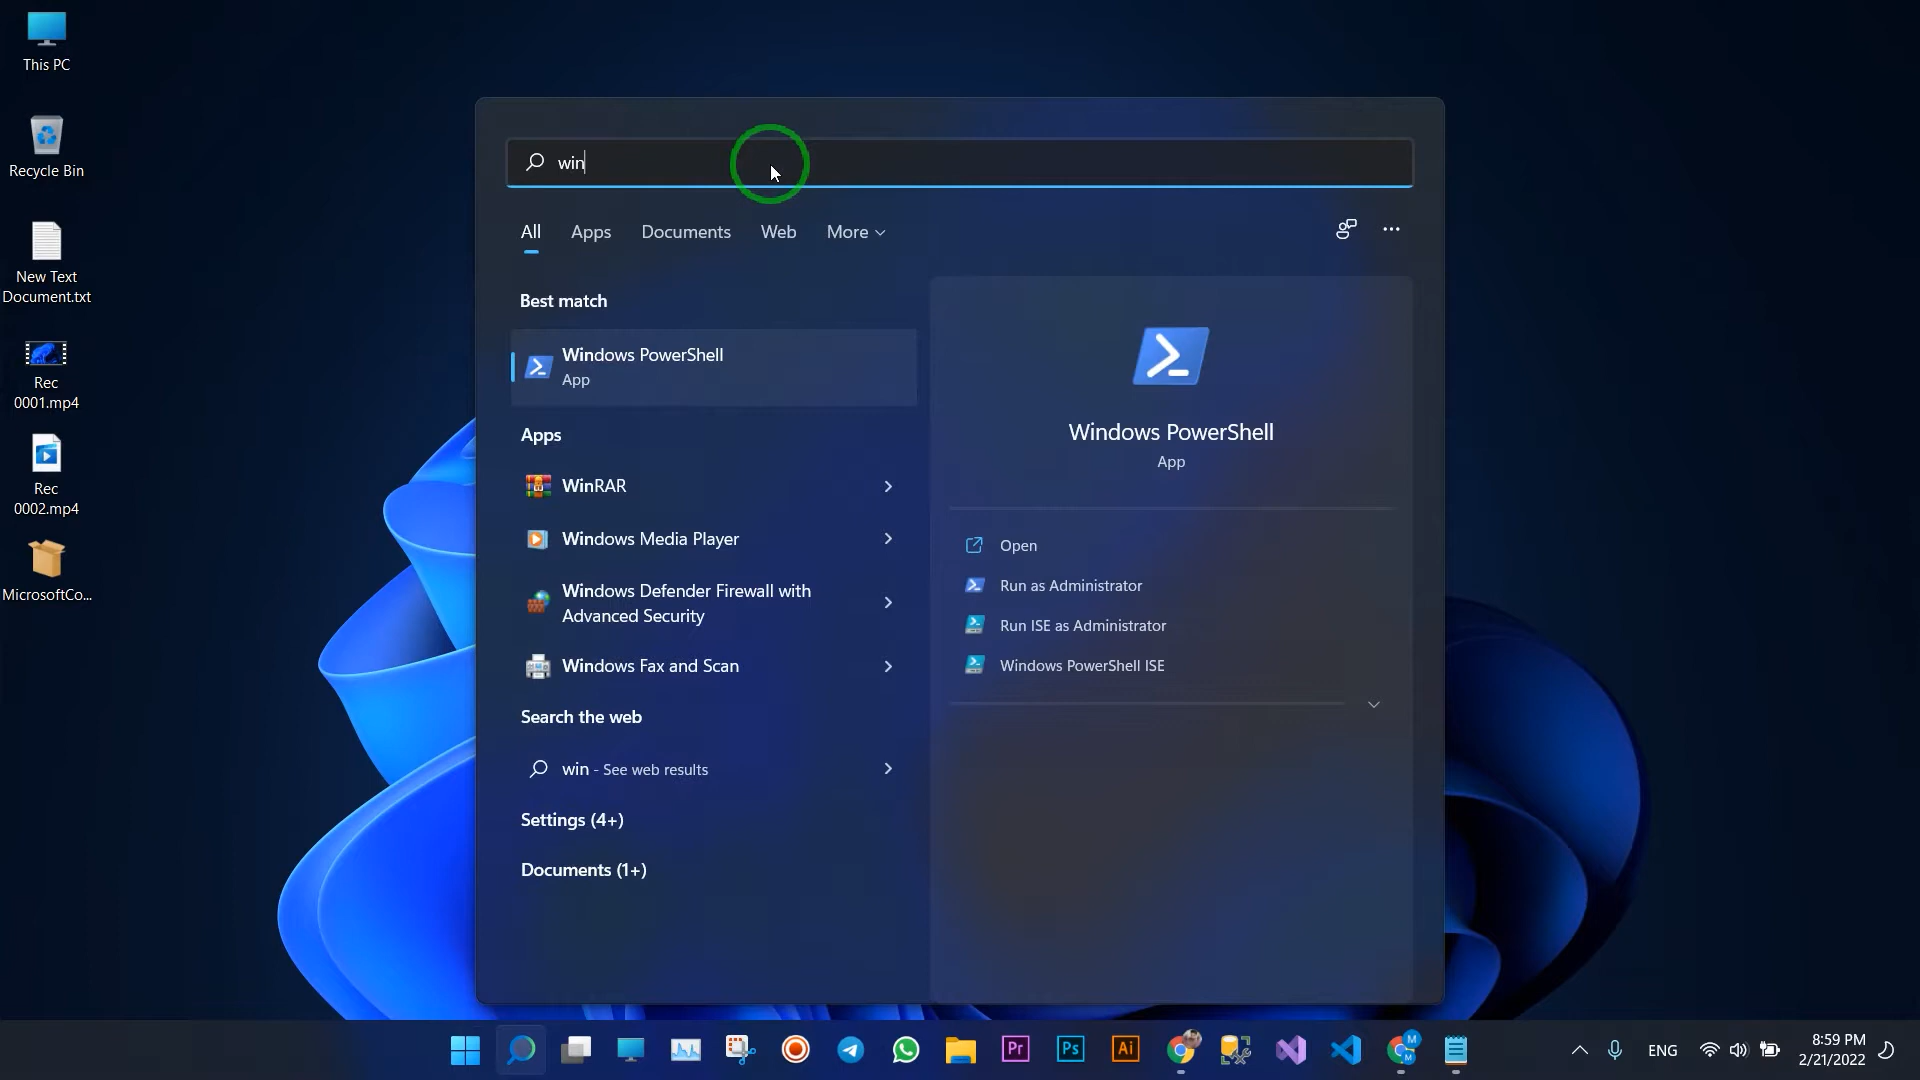 This PC
Recycle Bin
New Text
Document.txt
Rec
0001.mp4
Rec
0002.mp4
MicrosoftCo...
win
All
Apps
Documents
Web
More
Best match
Windows PowerShell
App
Apps
WinRAR
Windows Media Player
Windows Defender Firewall with
Advanced Security
Windows Fax and Scan
Search the web
win - See web results
Settings (4+)
Documents (1+)
Windows PowerShell
App
Open
Run as Administrator
Run ISE as Administrator
Windows PowerShell ISE
Pr
Ps
Ai
M
M
ENG
8:59 PM
2/21/2022